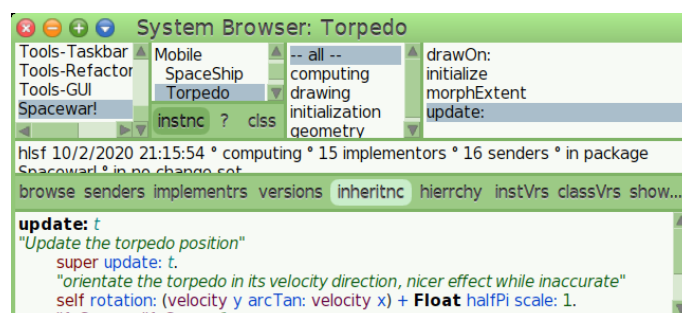 System Browser: Torpedo
Tools-Taskbar
Tools-Refactor
Tools-GUI
Spacewar!
Mobile
SpaceShip
Torpedo
instnc ? clss
-- all --
computing
drawing
initialization
geometry
drawOn:
initialize
morphExtent
update:
hlsf 10/2/2020 21:15:54 ° computing ° 15 implementors ° 16 senders ° in package
Spacewar! ° in no change set
browse senders implementrs versions inheritnc hierrchy instVrs classVrs show...
update: t
"Update the torpedo position"
super update: t.
"orientate the torpedo in its velocity direction, nicer effect while inaccurate"
self rotation: (velocity y arcTan: velocity x) + Float halfPi scale: 1.